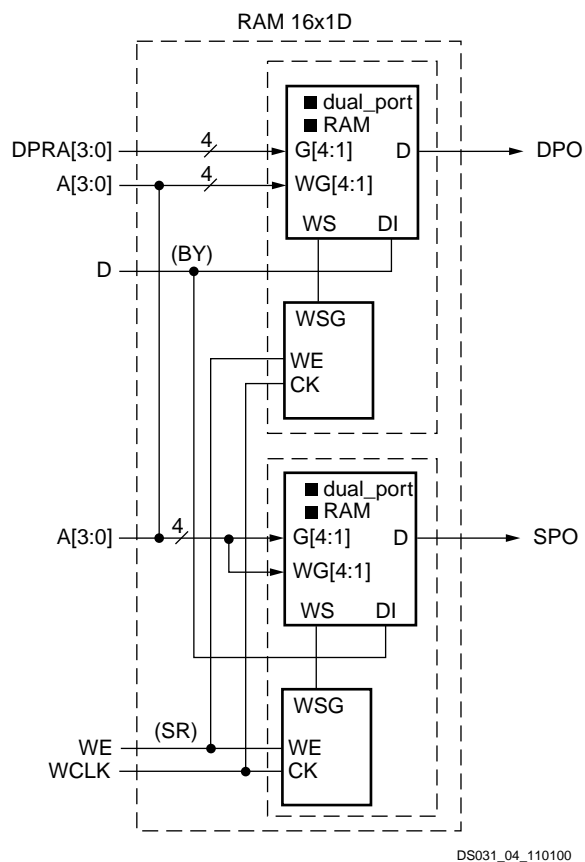 RAM 16x1D
■ dual_port
■ RAM
DPRA[3:0] 4 G[4:1] D DPO
A[3:0] 4 WG[4:1]
WS DI
D (BY)
WSG
WE
CK
■ dual_port
■ RAM
A[3:0] 4 G[4:1] D SPO
WG[4:1]
WS DI
WSG
WE (SR) WE
WCLK CK
DS031_04_110100